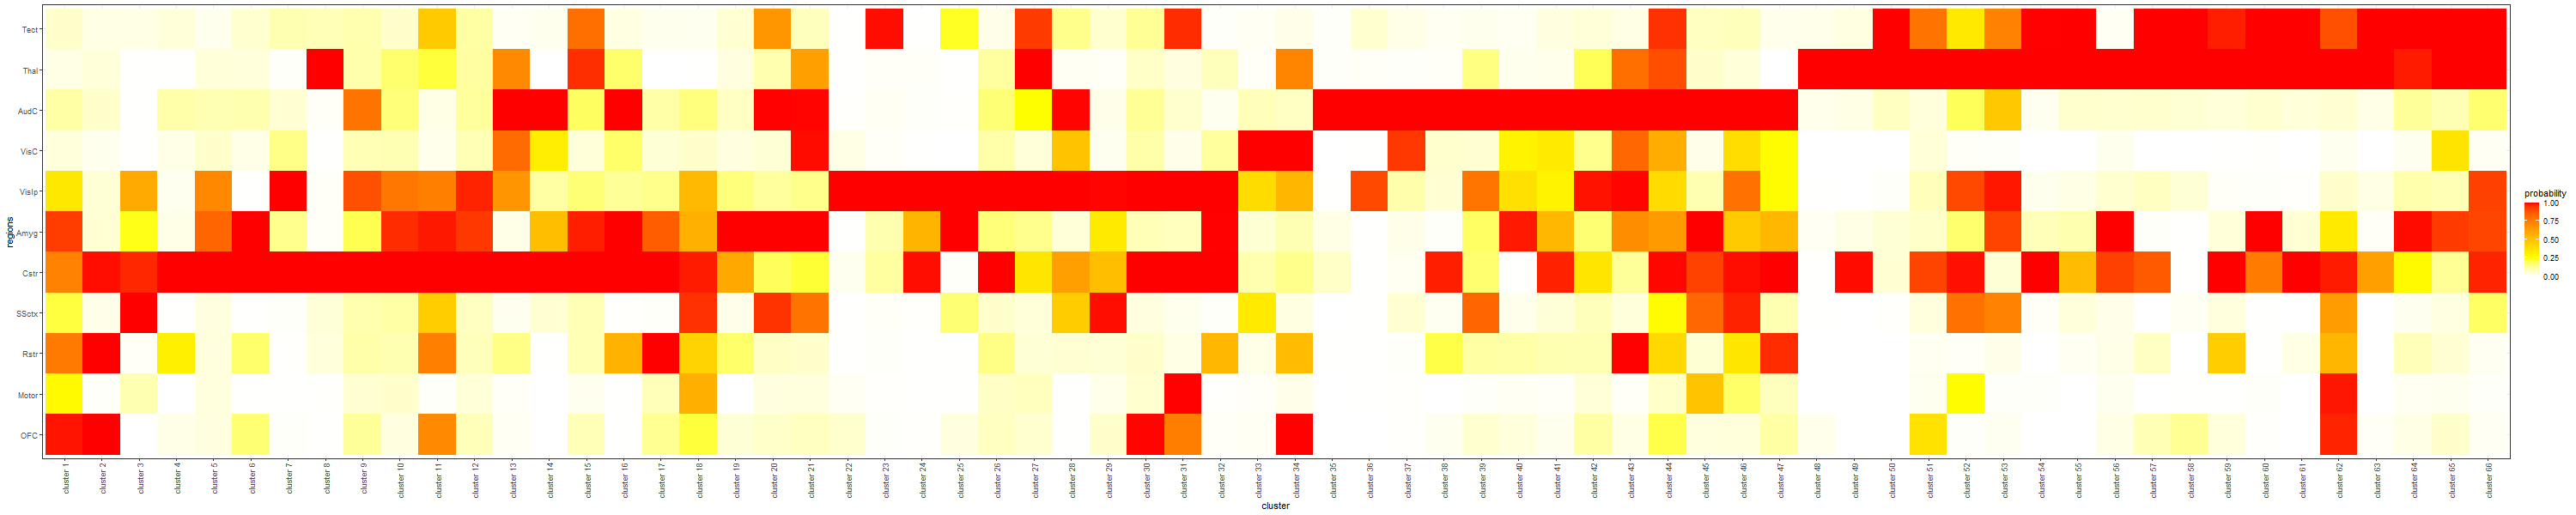 regions
Tect
Thal
AudC
VisC
VisIp
Amyg
Cstr
SSctx
Rstr
Motor
OFC
cluster 1
cluster 2
cluster 3
cluster 4
cluster 5
cluster 6
cluster 7
cluster 8
cluster 9
cluster 10
cluster 11
cluster 12
cluster 13
cluster 14
cluster 15
cluster 16
cluster 17
cluster 18
cluster 19
cluster 20
cluster 21
cluster 22
cluster 23
cluster 24
cluster 25
cluster 26
cluster 27
cluster 28
cluster 29
cluster 30
cluster 31
cluster 32
cluster 33
cluster 34
cluster 35
cluster 36
cluster 37
cluster 38
cluster 39
cluster 40
cluster 41
cluster 42
cluster 43
cluster 44
cluster 45
cluster 46
cluster 47
cluster 48
cluster 49
cluster 50
cluster 51
cluster 52
cluster 53
cluster 54
cluster 55
cluster 56
cluster 57
cluster 58
cluster 59
cluster 60
cluster 61
cluster 62
cluster 63
cluster 64
cluster 65
cluster 66
cluster
probability
1.00
0.75
0.50
0.25
0.00